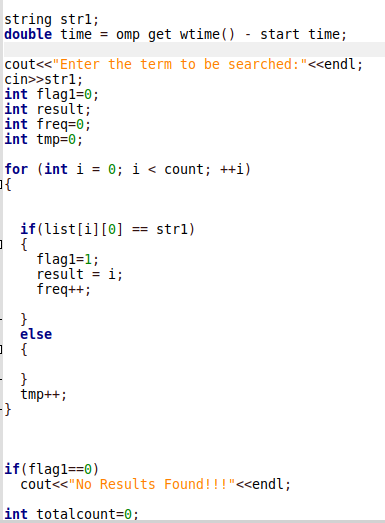 string str1;
double time = omp get wtime() - start time;
cout<<"Enter the term to be searched:"<<endl;
cin>>str1;
int flag1=0;
int result;
int freq=0;
int tmp=0;
for (int i = 0; i < count; ++i)
{
if(list[i][0] == str1)
{
flag1=1;
result = i;
freq++;
}
else
{
}
tmp++;
}
if(flag1==0)
cout<<"No Results Found!!!"<<endl;
int totalcount=0;